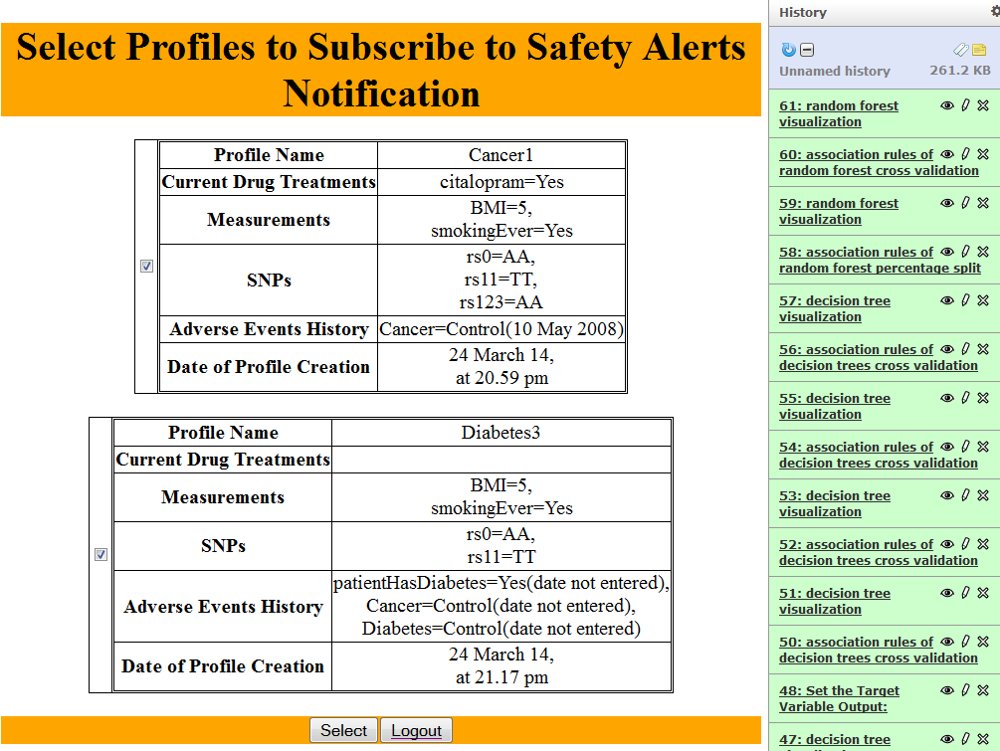 Select Profiles to Subscribe to Safety Alerts
Notification
Profile Name Cancer1
Current Drug Treatments citalopram=Yes
Measurements BMI=5,
smokingEver=Yes
SNPs rs0=AA,
rs11=TT,
rs123=AA
Adverse Events History Cancer=Control(10 May 2008)
Date of Profile Creation 24 March 14,
at 20.59 pm
Profile Name Diabetes3
Current Drug Treatments
Measurements BMI=5,
smokingEver=Yes
SNPs rs0=AA,
rs11=TT
Adverse Events History patientHasDiabetes=Yes(date not entered),
Cancer=Control(date not entered),
Diabetes=Control(date not entered)
Date of Profile Creation 24 March 14,
at 21.17 pm
Select Logout
History
Unnamed history 261.2 KB
61: random forest
visualization
60: association rules of
random forest cross validation
59: random forest
visualization
58: association rules of
random forest percentage split
57: decision tree
visualization
56: association rules of
decision trees cross validation
55: decision tree
visualization
54: association rules of
decision trees cross validation
53: decision tree
visualization
52: association rules of
decision trees cross validation
51: decision tree
visualization
50: association rules of
decision trees cross validation
48: Set the Target
Variable Output:
47: decision tree